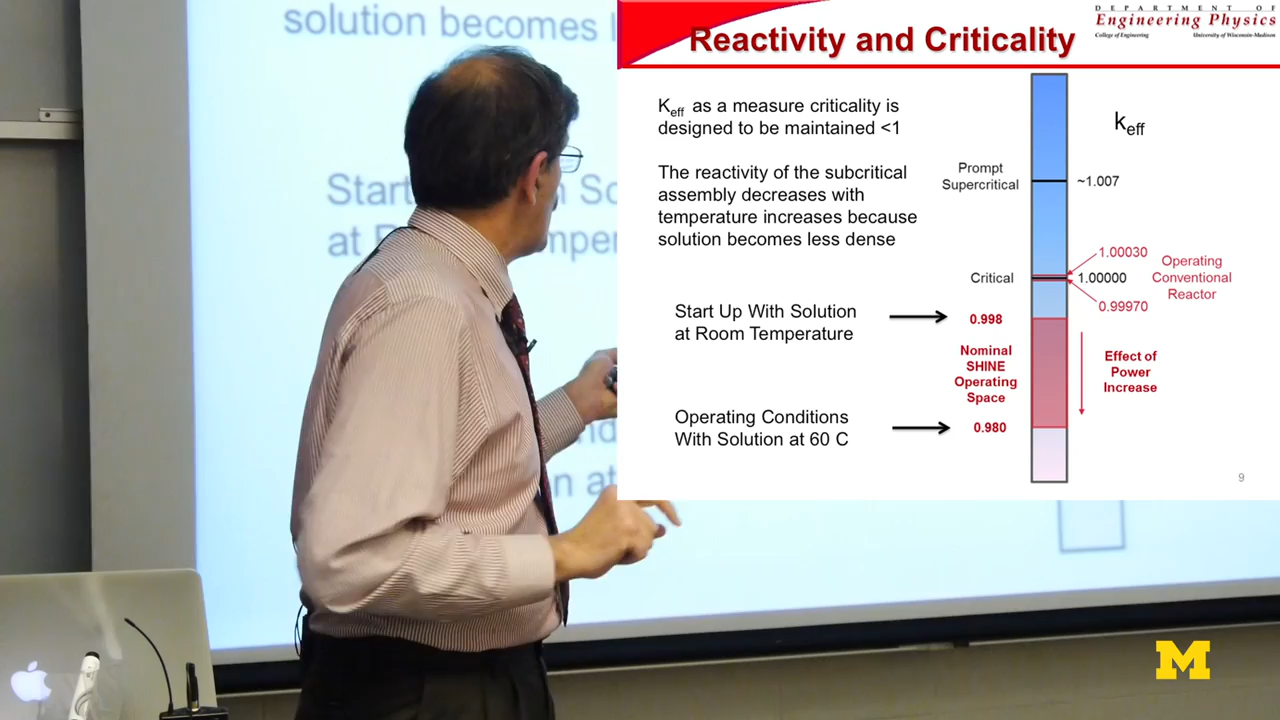 solution becomes l
Start
So
at
mper
nd
n at
Reactivity and Criticality
DEPARTMENT OF
Engineering Physics
College of Engineering University of Wisconsin-Madison
Keff as a measure criticality is
designed to be maintained <1
The reactivity of the subcritical
assembly decreases with
temperature increases because
solution becomes less dense
Start Up With Solution
at Room Temperature
Operating Conditions
With Solution at 60 C
keff
Prompt
Supercritical
~1.007
1.00030
Critical
1.00000
0.99970
Operating
Conventional
Reactor
0.998
Nominal
SHINE
Operating
Space
0.980
Effect of
Power
Increase
9
M